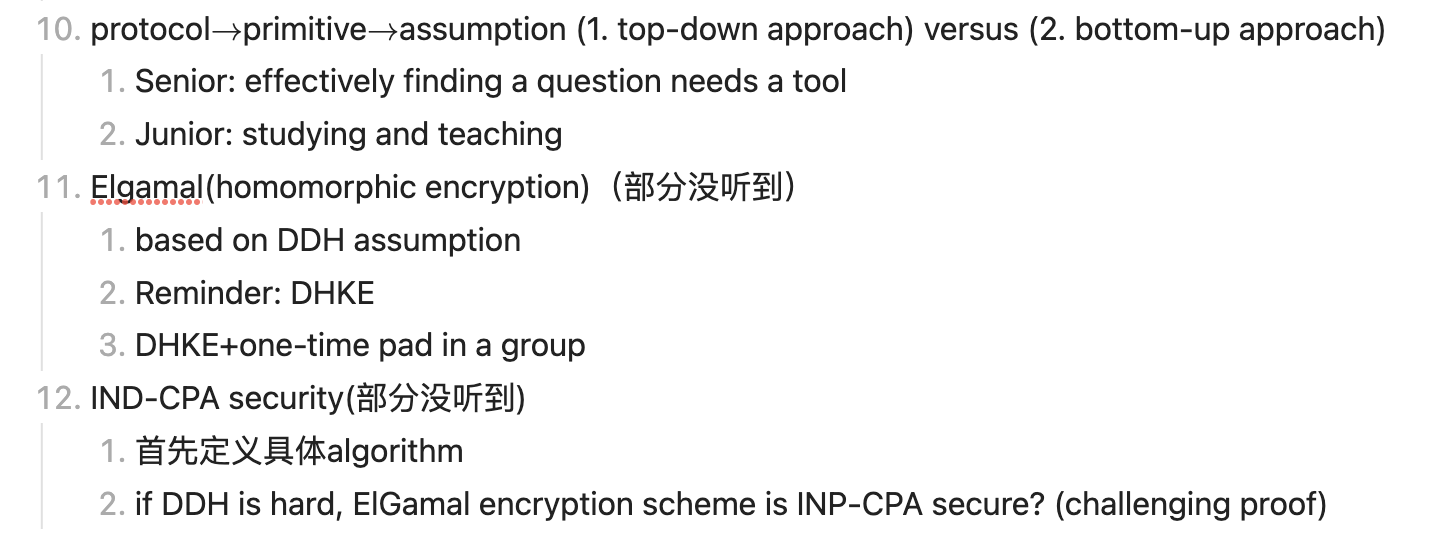 10. protocol→primitive→assumption (1. top-down approach) versus (2. bottom-up approach)
1. Senior: effectively finding a question needs a tool
2. Junior: studying and teaching
11. Elgamal(homomorphic encryption)（部分没听到）
1. based on DDH assumption
2. Reminder: DHKE
3. DHKE+one-time pad in a group
12. IND-CPA security(部分没听到)
1. 首先定义具体algorithm
2. if DDH is hard, ElGamal encryption scheme is INP-CPA secure? (challenging proof)